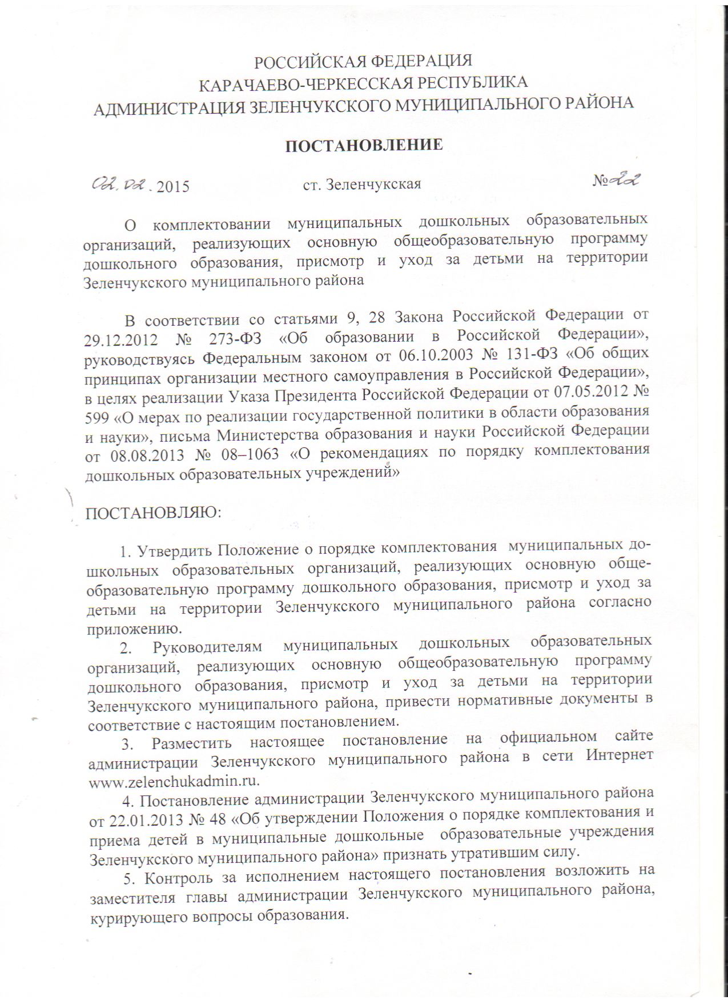 РОССИЙСКАЯ ФЕДЕРАЦИЯ
КАРАЧАЕВО-ЧЕРКЕССКАЯ РЕСПУБЛИКА
АДМИНИСТРАЦИЯ ЗЕЛЕНЧУКСКОГО МУНИЦИПАЛЬНОГО РАЙОНА
ПОСТАНОВЛЕНИЕ
02.02. 2015 ст. Зеленчукская №22
О комплектовании муниципальных дошкольных образовательных
организаций, реализующих основную общеобразовательную программу
дошкольного образования, присмотр и уход за детьми на территории
Зеленчукского муниципального района
В соответствии со статьями 9, 28 Закона Российской Федерации от
29.12.2012 № 273-ФЗ «Об образовании в Российской Федерации»,
руководствуясь Федеральным законом от 06.10.2003 № 131-ФЗ «Об общих
принципах организации местного самоуправления в Российской Федерации»,
в целях реализации Указа Президента Российской Федерации от 07.05.2012 №
599 «О мерах по реализации государственной политики в области образования
и науки», письма Министерства образования и науки Российской Федерации
от 08.08.2013 № 08–1063 «О рекомендациях по порядку комплектования
дошкольных образовательных учреждений»
ПОСТАНОВЛЯЮ:
1. Утвердить Положение о порядке комплектования муниципальных до-
школьных образовательных организаций, реализующих основную обще-
образовательную программу дошкольного образования, присмотр и уход за
детьми на территории Зеленчукского муниципального района согласно
приложению.
2. Руководителям муниципальных дошкольных образовательных
организаций, реализующих основную общеобразовательную программу
дошкольного образования, присмотр и уход за детьми на территории
Зеленчукского муниципального района, привести нормативные документы в
соответствие с настоящим постановлением.
3. Разместить настоящее постановление на официальном сайте
администрации Зеленчукского муниципального района в сети Интернет
www.zelenchukadmin.ru.
4. Постановление администрации Зеленчукского муниципального района
от 22.01.2013 № 48 «Об утверждении Положения о порядке комплектования и
приема детей в муниципальные дошкольные образовательные учреждения
Зеленчукского муниципального района» признать утратившим силу.
5. Контроль за исполнением настоящего постановления возложить на
заместителя главы администрации Зеленчукского муниципального района,
курирующего вопросы образования.